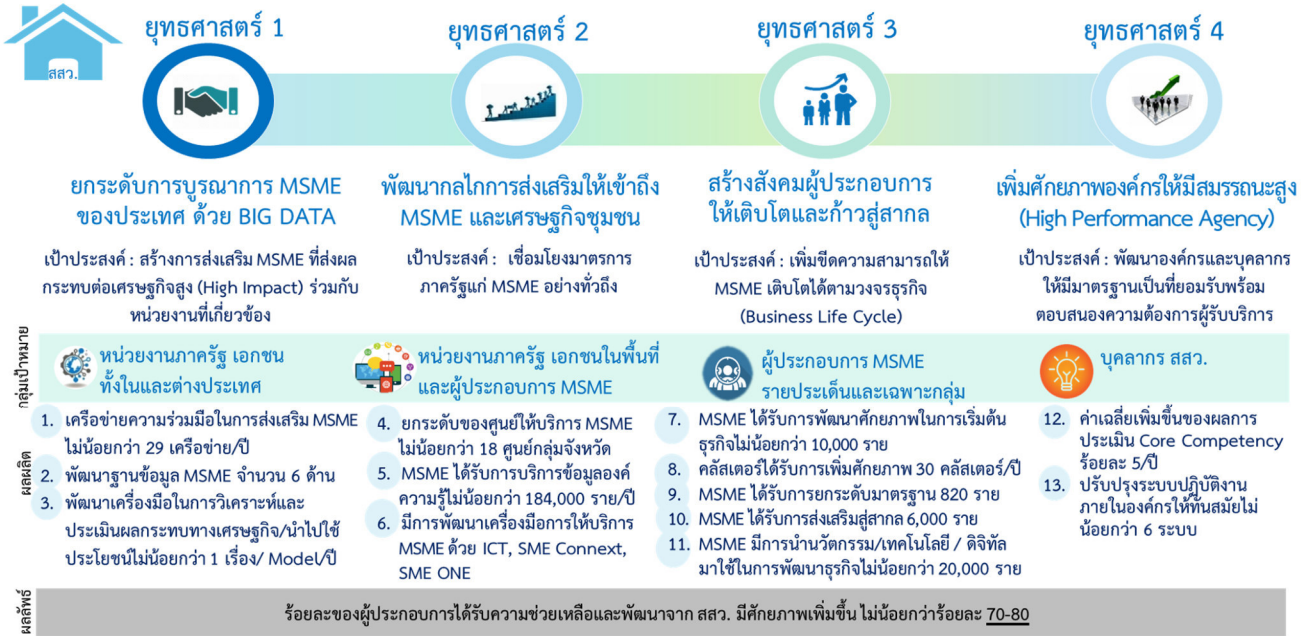 สสว.
ยุทธศาสตร์ 1
ยกระดับการบูรณาการ MSME
ของประเทศ ด้วย BIG DATA
เป้าประสงค์ : สร้างการส่งเสริม MSME ที่ส่งผล
กระทบต่อเศรษฐกิจสูง (High Impact) ร่วมกับ
หน่วยงานที่เกี่ยวข้อง
ยุทธศาสตร์ 2
พัฒนากลไกการส่งเสริมให้เข้าถึง
MSME และเศรษฐกิจชุมชน
เป้าประสงค์ : เชื่อมโยงมาตรการ
ภาครัฐแก่ MSME อย่างทั่วถึง
ยุทธศาสตร์ 3
สร้างสังคมผู้ประกอบการ
ให้เติบโตและก้าวสู่สากล
เป้าประสงค์ : เพิ่มขีดความสามารถให้
MSME เติบโตได้ตามวงจรธุรกิจ
(Business Life Cycle)
ยุทธศาสตร์ 4
เพิ่มศักยภาพองค์กรให้มีสมรรถนะสูง
(High Performance Agency)
เป้าประสงค์ : พัฒนาองค์กรและบุคลากร
ให้มีมาตรฐานเป็นที่ยอมรับพร้อม
ตอบสนองความต้องการผู้รับบริการ
กลุ่มเป้าหมาย
หน่วยงานภาครัฐ เอกชน
ทั้งในและต่างประเทศ
หน่วยงานภาครัฐ เอกชนในพื้นที่
และผู้ประกอบการ MSME
ผู้ประกอบการ MSME
รายประเด็นและเฉพาะกลุ่ม
บุคลากร สสว.
ผลผลิต
1. เครือข่ายความร่วมมือในการส่งเสริม MSME
ไม่น้อยกว่า 29 เครือข่าย/ปี
2. พัฒนาฐานข้อมูล MSME จำนวน 6 ด้าน
3. พัฒนาเครื่องมือในการวิเคราะห์และ
ประเมินผลกระทบทางเศรษฐกิจ/นำไปใช้
ประโยชน์ไม่น้อยกว่า 1 เรื่อง/ Model/ปี
4. ยกระดับของศูนย์ให้บริการ MSME
ไม่น้อยกว่า 18 ศูนย์กลุ่มจังหวัด
5. MSME ได้รับการบริการข้อมูลองค์
ความรู้ไม่น้อยกว่า 184,000 ราย/ปี
6. มีการพัฒนาเครื่องมือการให้บริการ
MSME ด้วย ICT, SME Connext,
SME ONE
7. MSME ได้รับการพัฒนาศักยภาพในการเริ่มต้น
ธุรกิจไม่น้อยกว่า 10,000 ราย
8. คลัสเตอร์ได้รับการเพิ่มศักยภาพ 30 คลัสเตอร์/ปี
9. MSME ได้รับการยกระดับมาตรฐาน 820 ราย
10. MSME ได้รับการส่งเสริมสู่สากล 6,000 ราย
11. MSME มีการนำนวัตกรรม/เทคโนโลยี / ดิจิทัล
มาใช้ในการพัฒนาธุรกิจไม่น้อยกว่า 20,000 ราย
12. ค่าเฉลี่ยเพิ่มขึ้นของผลการ
ประเมิน Core Competency
ร้อยละ 5/ปี
13. ปรับปรุงระบบปฏิบัติงาน
ภายในองค์กรให้ทันสมัยไม่
น้อยกว่า 6 ระบบ
ผลลัพธ์
ร้อยละของผู้ประกอบการได้รับความช่วยเหลือและพัฒนาจาก สสว. มีศักยภาพเพิ่มขึ้น ไม่น้อยกว่าร้อยละ 70-80